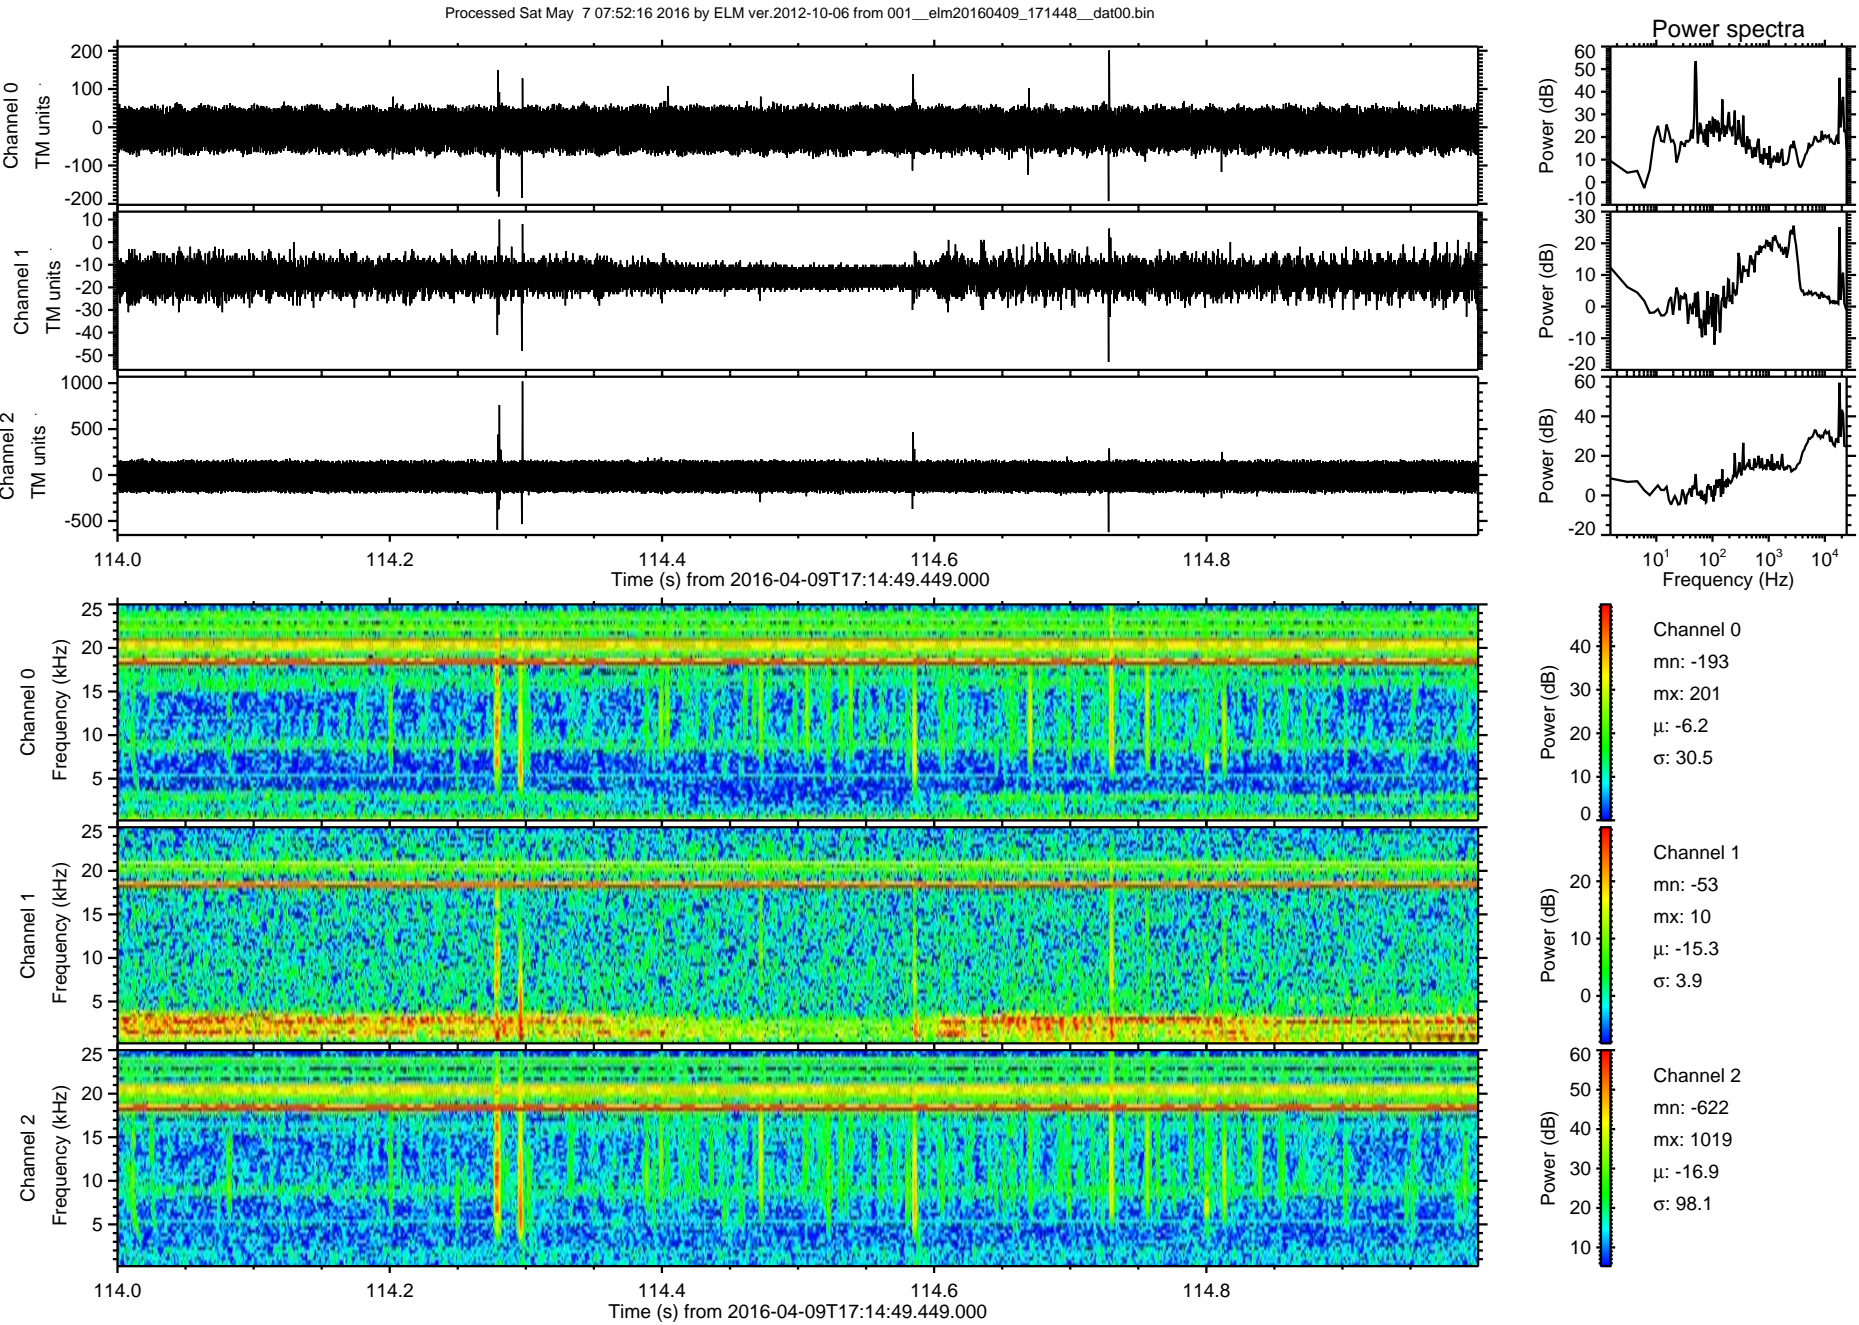 Processed Sat May  7 07:52:16 2016 by ELM ver.2012-10-06 from 001__elm20160409_171448__dat00.bin
Power spectra
Channel 0
TM units
200
100
0
-100
-200
Power (dB)
60
50
40
30
20
10
0
-10
Channel 1
TM units
10
0
-10
-20
-30
-40
-50
Power (dB)
30
20
10
0
-10
-20
Channel 2
TM units
1000
500
0
-500
Power (dB)
60
40
20
0
-20
114.0 114.2 114.4 114.6 114.8
Time (s) from 2016-04-09T17:14:49.449.000
10¹ 10² 10³ 10⁴
Frequency (Hz)
Channel 0
Frequency (kHz)
25
20
15
10
5
Power (dB)
40
30
20
10
0
Channel 0
mn: -193
mx: 201
μ: -6.2
σ: 30.5
Channel 1
Frequency (kHz)
25
20
15
10
5
Power (dB)
20
10
0
Channel 1
mn: -53
mx: 10
μ: -15.3
σ: 3.9
Channel 2
Frequency (kHz)
25
20
15
10
5
Power (dB)
60
50
40
30
20
10
Channel 2
mn: -622
mx: 1019
μ: -16.9
σ: 98.1
114.0 114.2 114.4 114.6 114.8
Time (s) from 2016-04-09T17:14:49.449.000